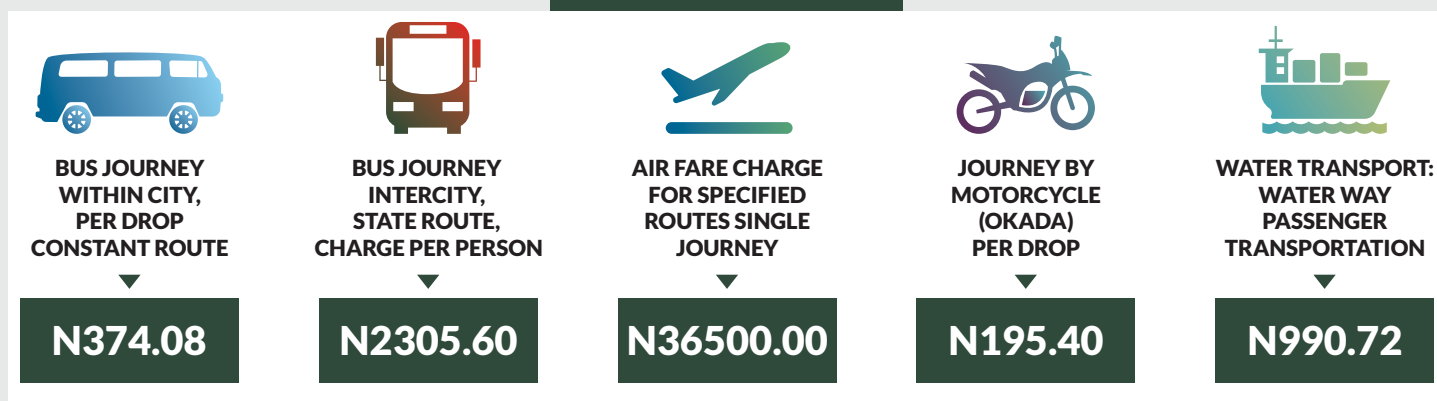 BUS JOURNEY
WITHIN CITY,
PER DROP
CONSTANT ROUTE
N374.08
BUS JOURNEY
INTERCITY,
STATE ROUTE,
CHARGE PER PERSON
N2305.60
AIR FARE CHARGE
FOR SPECIFIED
ROUTES SINGLE
JOURNEY
N36500.00
JOURNEY BY
MOTORCYCLE
(OKADA)
PER DROP
N195.40
WATER TRANSPORT:
WATER WAY
PASSENGER
TRANSPORTATION
N990.72